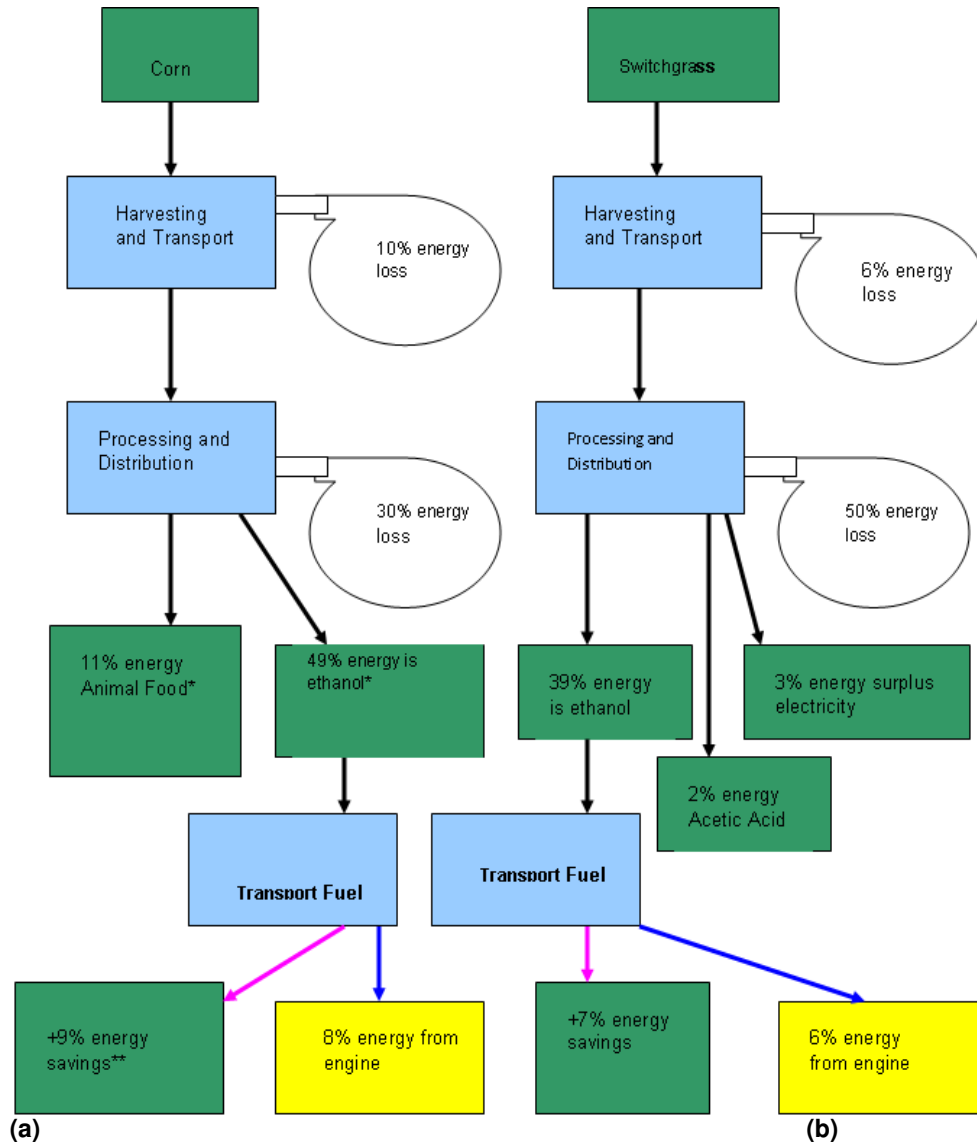 Corn
Switchgrass
Harvesting
and Transport
10% energy
loss
Harvesting
and Transport
6% energy
loss
Processing and
Distribution
30% energy
loss
Processing and
Distribution
50% energy
loss
11% energy
Animal Food*
49% energy is
ethanol*
39% energy
is ethanol
3% energy surplus
electricity
2% energy
Acetic Acid
Transport Fuel
Transport Fuel
+9% energy
savings**
8% energy from
engine
+7% energy
savings
6% energy
from engine
(a)
(b)